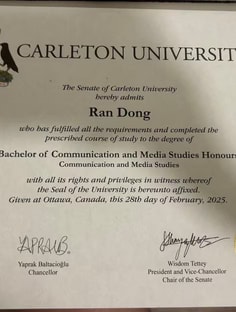 CARLETON UNIVERSIT
The Senate of Carleton University
hereby admits
Ran Dong
who has fulfilled all the requirements and completed the
prescribed course of study to the degree of
Bachelor of Communication and Media Studies Honours
Communication and Media Studies
with all its rights and privileges in witness whereof
the Seal of the University is hereunto affixed.
Given at Ottawa, Canada, this 28th day of February, 2025.
Yaprak Baltacıoğlu
Chancellor
Wisdom Tettey
President and Vice-Chancellor
Chair of the Senate